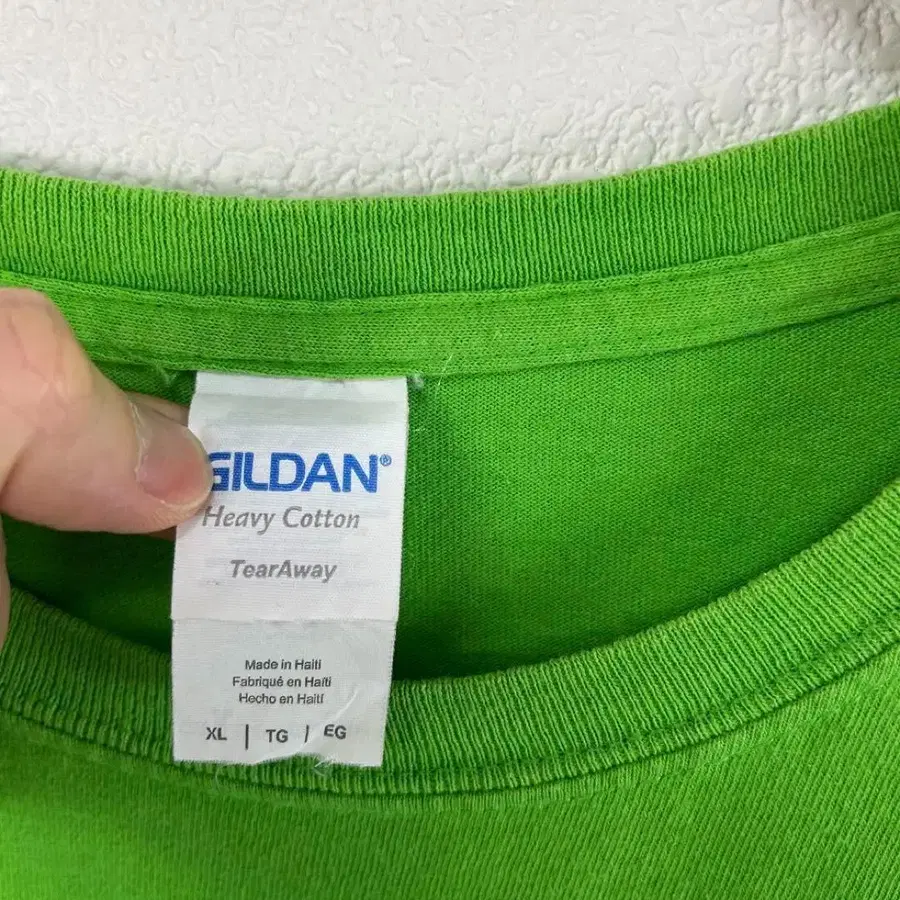 GILDAN®
Heavy Cotton
TearAway
Made in Haiti
Fabriqué en Haïti
Hecho en Haití
XL | TG | EG